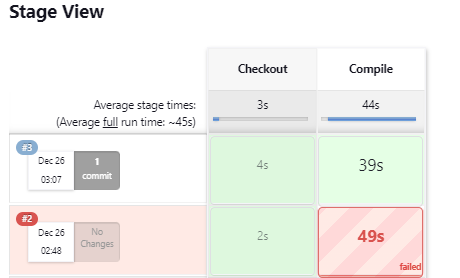 Stage View
Checkout Compile
Average stage times: 3s 44s
(Average full run time: ~45s)
#3
Dec 26 1
03:07 commit
4s 39s
#2
Dec 26 No
02:48 Changes
2s 49s
failed